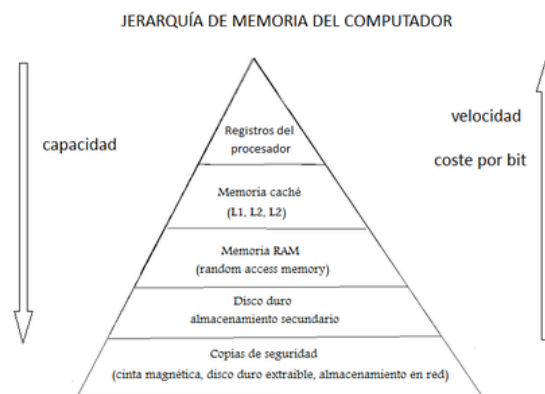 JERARQUÍA DE MEMORIA DEL COMPUTADOR
capacidad
velocidad
coste por bit
Registros del
procesador
Memoria caché
(L1, L2, L2)
Memoria RAM
(random access memory)
Disco duro
almacenamiento secundario
Copias de seguridad
(cinta magnética, disco duro extraible, almacenamiento en red)